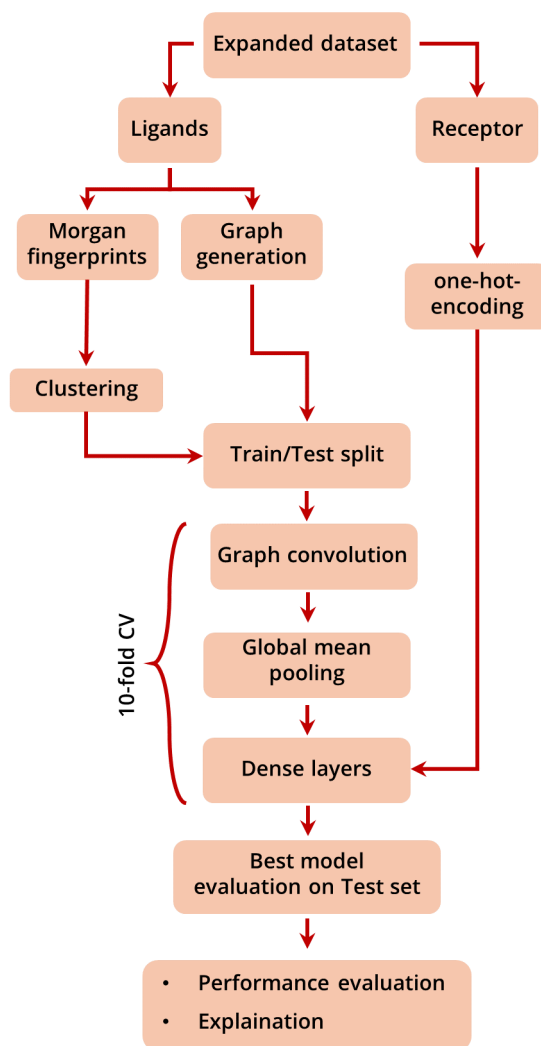 Expanded dataset
Ligands
Receptor
Morgan
fingerprints
Graph
generation
one-hot-
encoding
Clustering
Train/Test split
Graph convolution
10-fold CV
Global mean
pooling
Dense layers
Best model
evaluation on Test set
• Performance evaluation
• Explaination